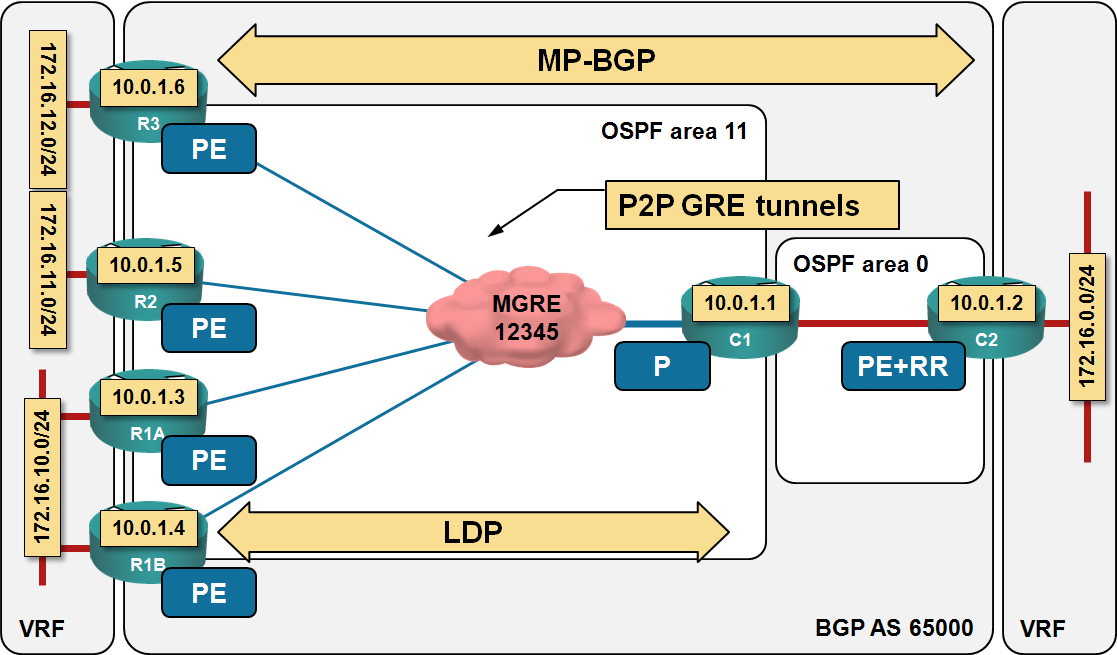 MP-BGP
172.16.12.0/24
10.0.1.6
R3
PE
OSPF area 11
P2P GRE tunnels
172.16.11.0/24
10.0.1.5
R2
PE
MGRE
12345
10.0.1.1
C1
P
OSPF area 0
10.0.1.2
C2
PE+RR
172.16.0.0/24
172.16.10.0/24
10.0.1.3
R1A
PE
10.0.1.4
R1B
PE
LDP
VRF
BGP AS 65000
VRF